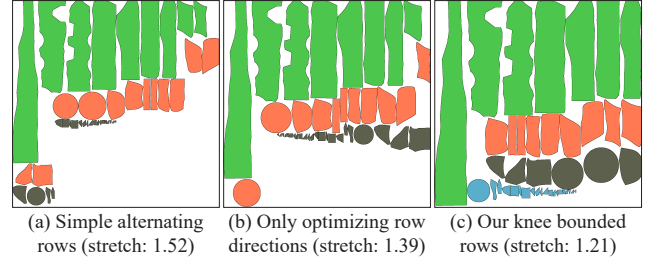 (a) Simple alternating
rows (stretch: 1.52)
(b) Only optimizing row
directions (stretch: 1.39)
(c) Our knee bounded
rows (stretch: 1.21)